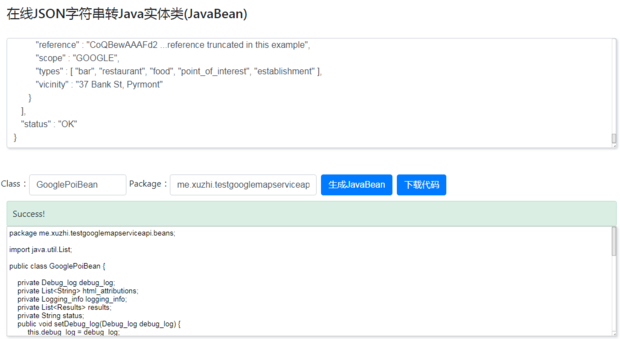 在线JSON字符串转Java实体类(JavaBean)
"reference" : "CoQBewAAAFd2 ...reference truncated in this example",
"scope" : "GOOGLE",
"types" : [ "bar", "restaurant", "food", "point_of_interest", "establishment" ],
"vicinity" : "37 Bank St, Pyrmont"
}
],
"status" : "OK"
}
Class： GooglePoiBean Package： me.xuzhi.testgooglemapserviceap 生成JavaBean 下载代码
Success!
package me.xuzhi.testgooglemapserviceapi.beans;
import java.util.List;
public class GooglePoiBean {
private Debug_log debug_log;
private List<String> html_attributions;
private Logging_info logging_info;
private List<Results> results;
private String status;
public void setDebug_log(Debug_log debug_log) {
this.debug_log = debug_log;